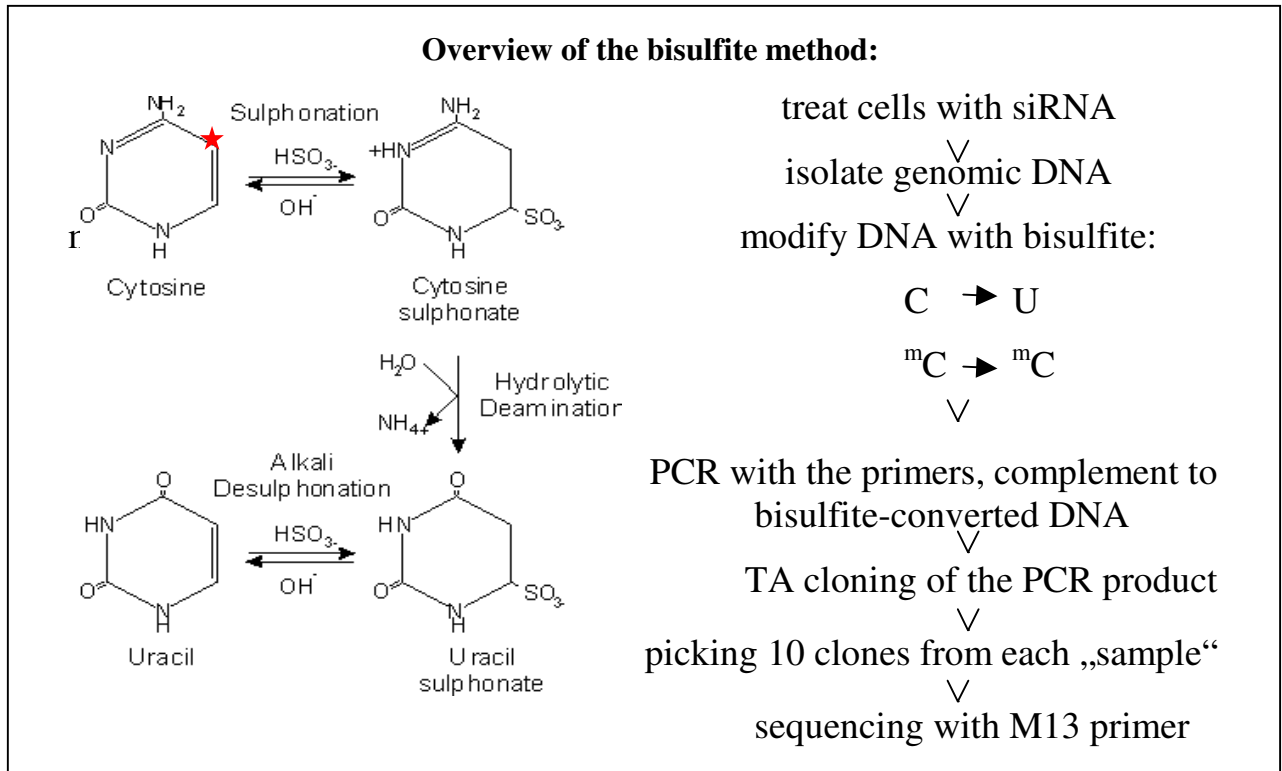 Overview of the bisulfite method:
NH2
Sulphonation
N
HSO3-
OH-
O
N
H
r
Cytosine
NH2
+HN
O
N
H
SO3-
Cytosine
sulphonate
H2O
NH4+
Hydrolytic
Deamination
Alkali
Desulphonation
O
HN
O
N
H
Uracil
HSO3-
OH-
O
HN
O
N
H
SO3-
Uracil
sulphonate
treat cells with siRNA
isolate genomic DNA
modify DNA with bisulfite:
C → U
mC → mC
PCR with the primers, complement to
bisulfite-converted DNA
TA cloning of the PCR product
picking 10 clones from each „sample“
sequencing with M13 primer